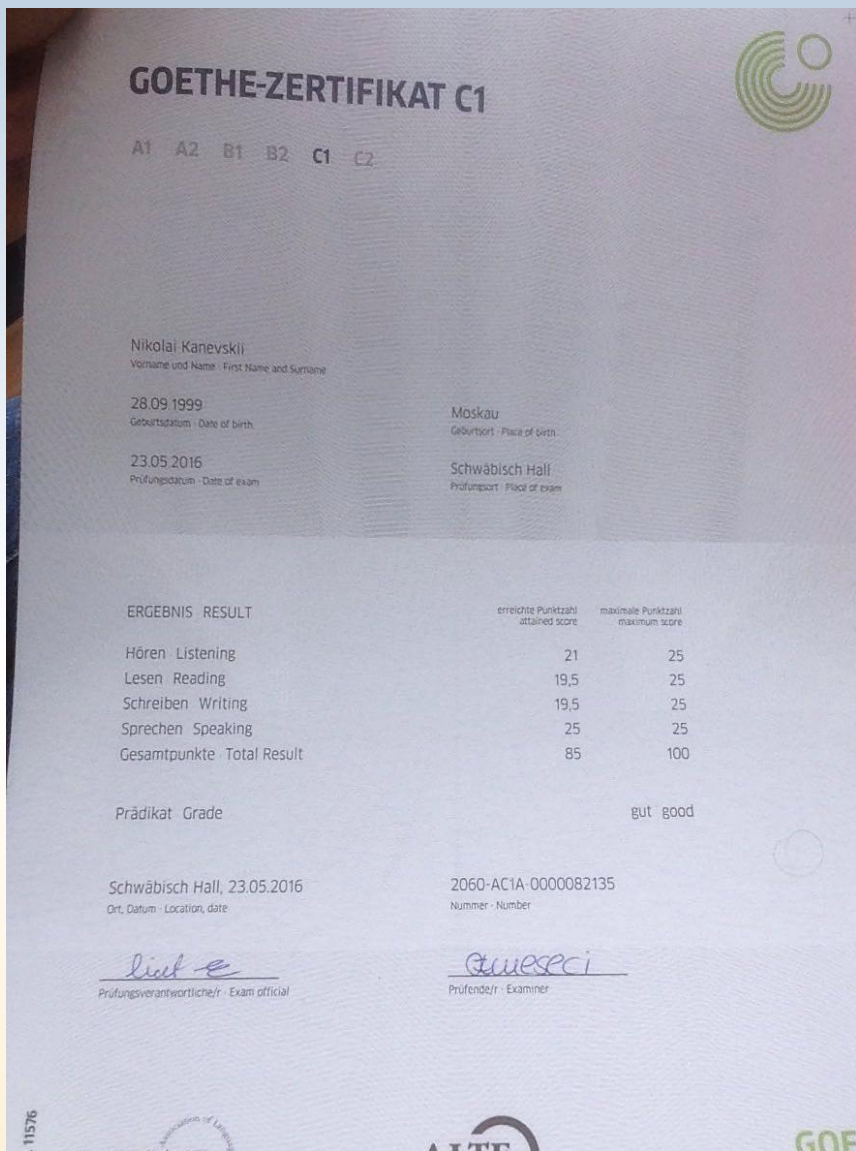 GOETHE-ZERTIFIKAT C1
A1 A2 B1 B2 C1 C2
Nikolai Kanevskii
Vorname und Name · First Name and Surname
28.09.1999
Geburtsdatum · Date of birth
Moskau
Geburtsort · Place of birth
23.05.2016
Prüfungsdatum · Date of exam
Schwäbisch Hall
Prüfungsort · Place of exam
ERGEBNIS RESULT
erreichte Punktzahl maximale Punktzahl
attained score maximum score
Hören · Listening 21 25
Lesen · Reading 19,5 25
Schreiben · Writing 19,5 25
Sprechen · Speaking 25 25
Gesamtpunkte · Total Result 85 100
Prädikat · Grade gut · good
Schwäbisch Hall, 23.05.2016
Ort, Datum · Location, date
2060-AC1A-0000082135
Nummer · Number
Prüfungsverantwortliche/r · Exam official
Prüfende/r · Examiner
11576
Association of
ALTE
GOE